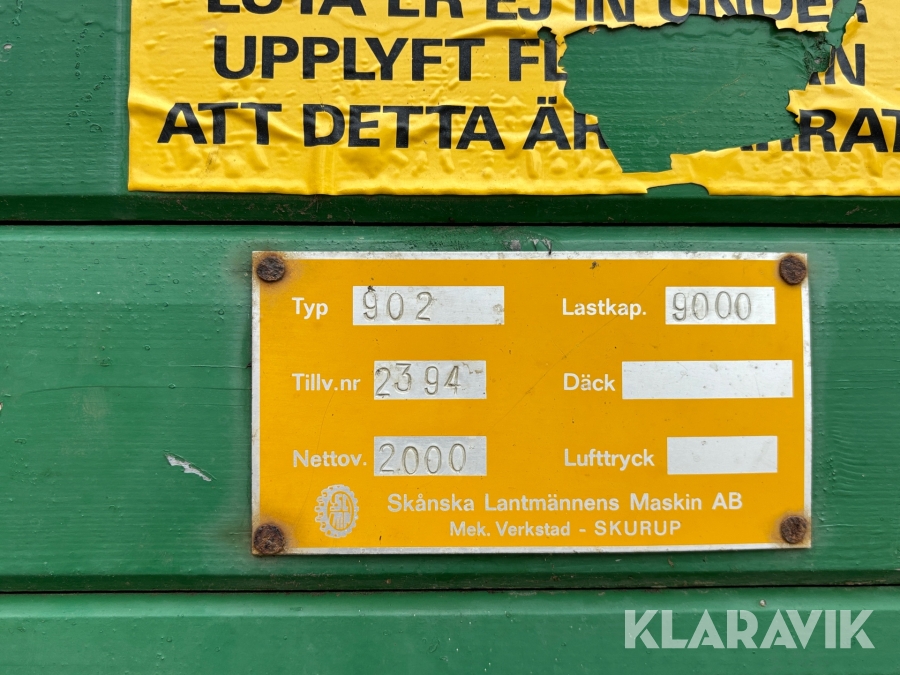 UPPLYFT
ATT DETTA ÄR
Typ 902 Lastkap. 9000
Tillv.nr 2394 Däck
Nettov. 2000 Lufttryck
Skånska Lantmännens Maskin AB
Mek. Verkstad - SKURUP
KLARAVIK